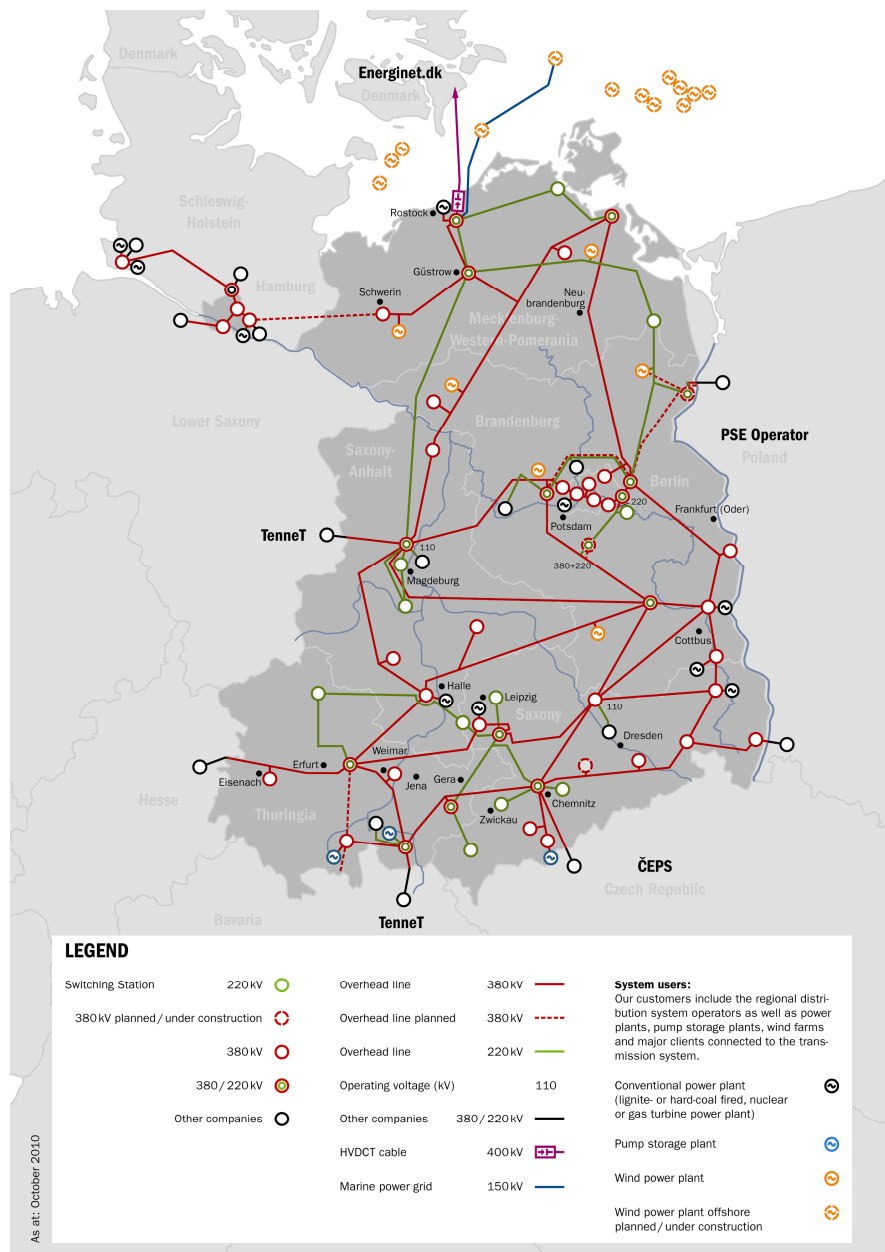 Denmark
Energinet.dk
Denmark
Schleswig-
Holstein
Rostock
Hamburg
Güstrow
Schwerin
Neu-
brandenburg
Mecklenburg-
Western-Pomerania
Lower Saxony
Brandenburg
PSE Operator
Poland
Saxony-
Anhalt
Berlin
220
Frankfurt (Oder)
Potsdam
TenneT
110
380+220
Magdeburg
Cottbus
Halle
Leipzig
110
Saxony
Dresden
Weimar
Erfurt
Eisenach
Jena
Gera
Chemnitz
Zwickau
Hesse
Thuringia
ČEPS
Czech Republic
Bavaria
TenneT
LEGEND
Switching Station 220 kV
380 kV planned / under construction
380 kV
380 / 220 kV
Other companies
Overhead line 380 kV
Overhead line planned 380 kV
Overhead line 220 kV
Operating voltage (kV) 110
Other companies 380 / 220 kV
HVDCT cable 400 kV
Marine power grid 150 kV
System users:
Our customers include the regional distri-
bution system operators as well as power
plants, pump storage plants, wind farms
and major clients connected to the trans-
mission system.
Conventional power plant
(lignite- or hard-coal fired, nuclear
or gas turbine power plant)
Pump storage plant
Wind power plant
Wind power plant offshore
planned / under construction
As at: October 2010